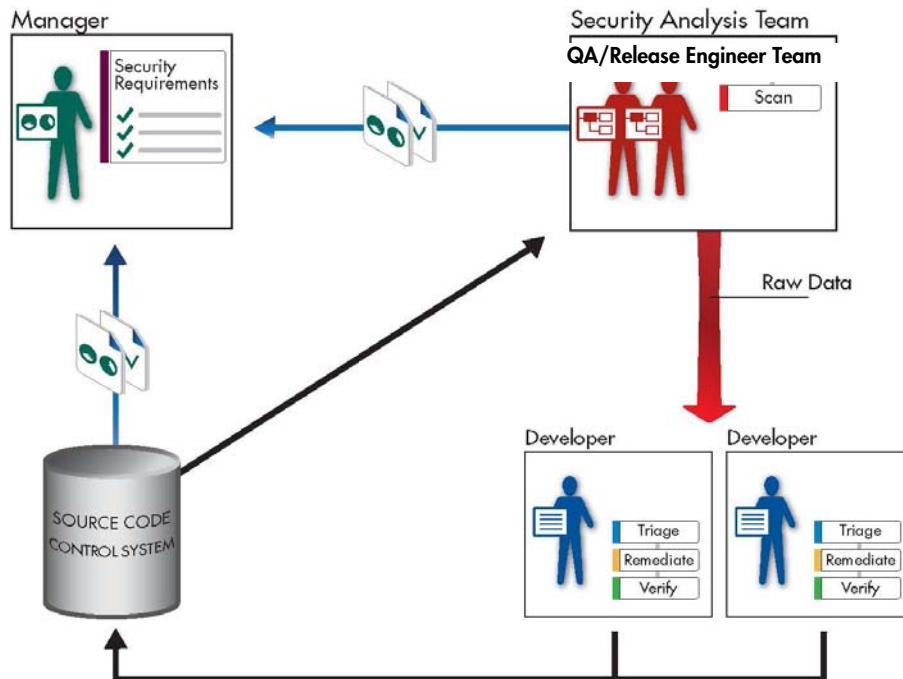 Manager
Security
Requirements
Security Analysis Team
QA/Release Engineer Team
Scan
Raw Data
Developer
Triage
Remediate
Verify
Developer
Triage
Remediate
Verify
SOURCE CODE
CONTROL SYSTEM